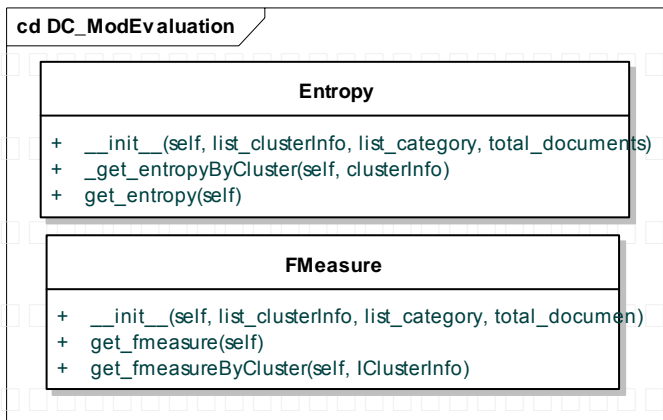 cd DC_ModEvaluation
Entropy
+ __init__(self, list_clusterInfo, list_category, total_documents)
+ _get_entropyByCluster(self, clusterInfo)
+ get_entropy(self)
FMeasure
+ __init__(self, list_clusterInfo, list_category, total_documen)
+ get_fmeasure(self)
+ get_fmeasureByCluster(self, IClusterInfo)